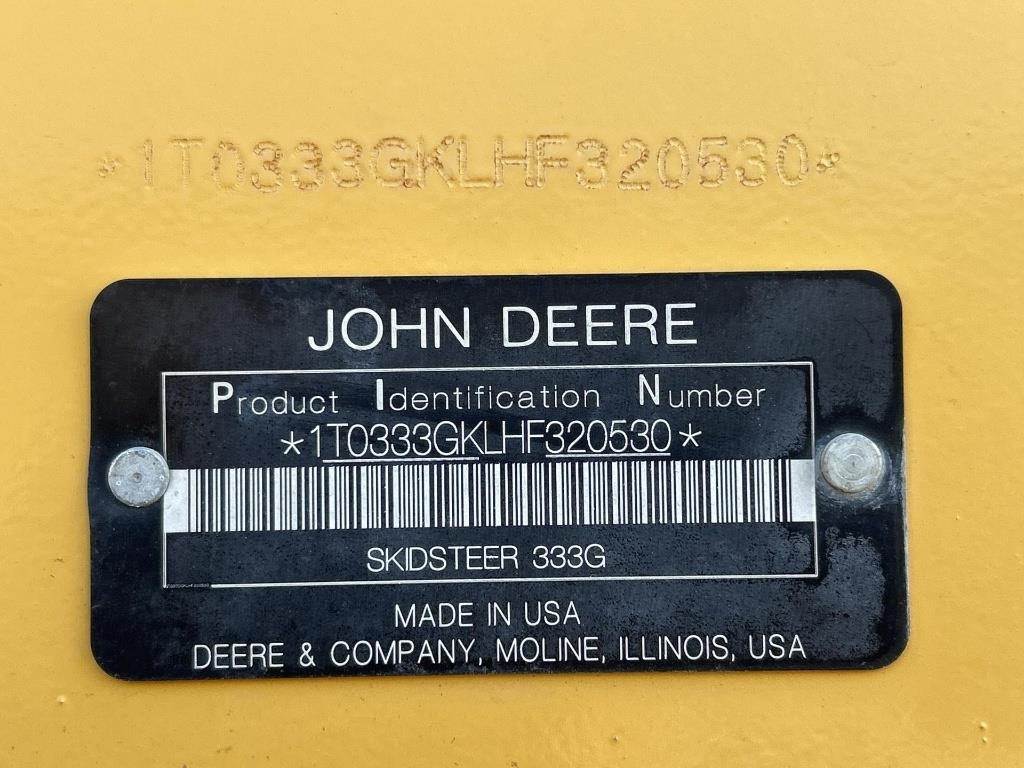 *1T0333GKLHF320530*
JOHN DEERE
Product Identification Number
*1T0333GKLHF320530*
SKIDSTEER 333G
MADE IN USA
DEERE & COMPANY, MOLINE, ILLINOIS, USA